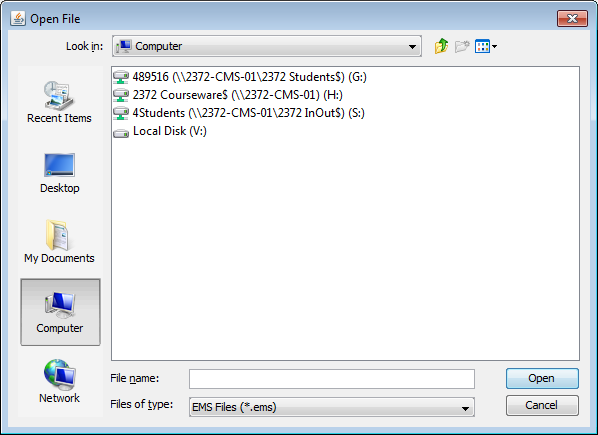 Open File
Look in:
Computer
489516 (\\2372-CMS-01\2372 Students$) (G:)
2372 Courseware$ (\\2372-CMS-01) (H:)
4Students (\\2372-CMS-01\2372 InOut$) (S:)
Local Disk (V:)
Recent Items
Desktop
My Documents
Computer
Network
File name:
Open
Files of type:
EMS Files (*.ems)
Cancel